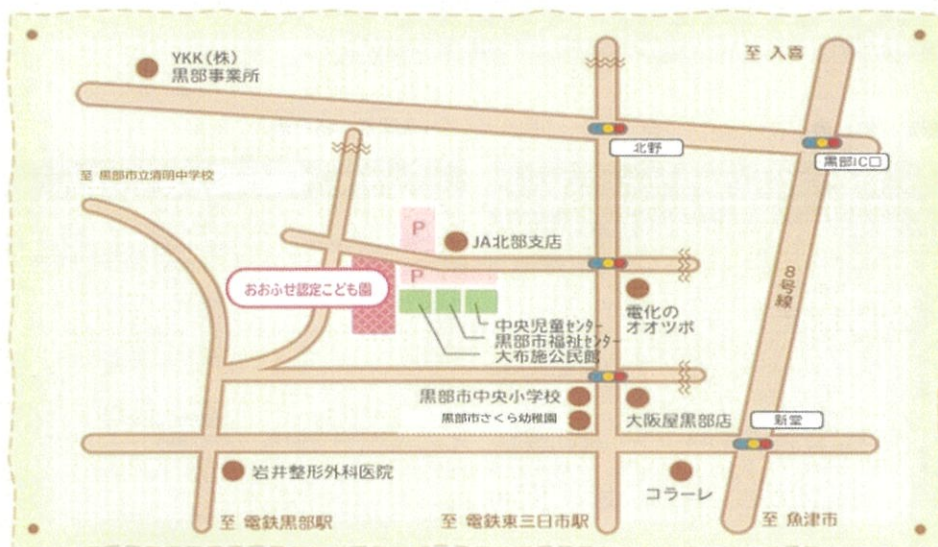 YKK(株)
黒部事業所
至 入善
北野
黒部IC口
至 黒部市立清明中学校
P
JA北部支店
P
おおふせ認定こども園
8号線
電化の
オオツボ
中央児童センター
黒部市福祉センター
大布施公民館
黒部市中央小学校
黒部市さくら幼稚園
大阪屋黒部店
新堂
岩井整形外科医院
コラーレ
至 電鉄黒部駅
至 電鉄東三日市駅
至 魚津市